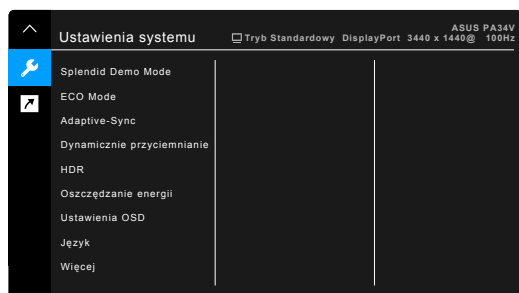 Ustawienia systemu
Tryb Standardowy DisplayPort 3440 x 1440@ 100Hz
ASUS PA34V
Splendid Demo Mode
ECO Mode
Adaptive-Sync
Dynamicznie przyciemnianie
HDR
Oszczędzanie energii
Ustawienia OSD
Język
Więcej